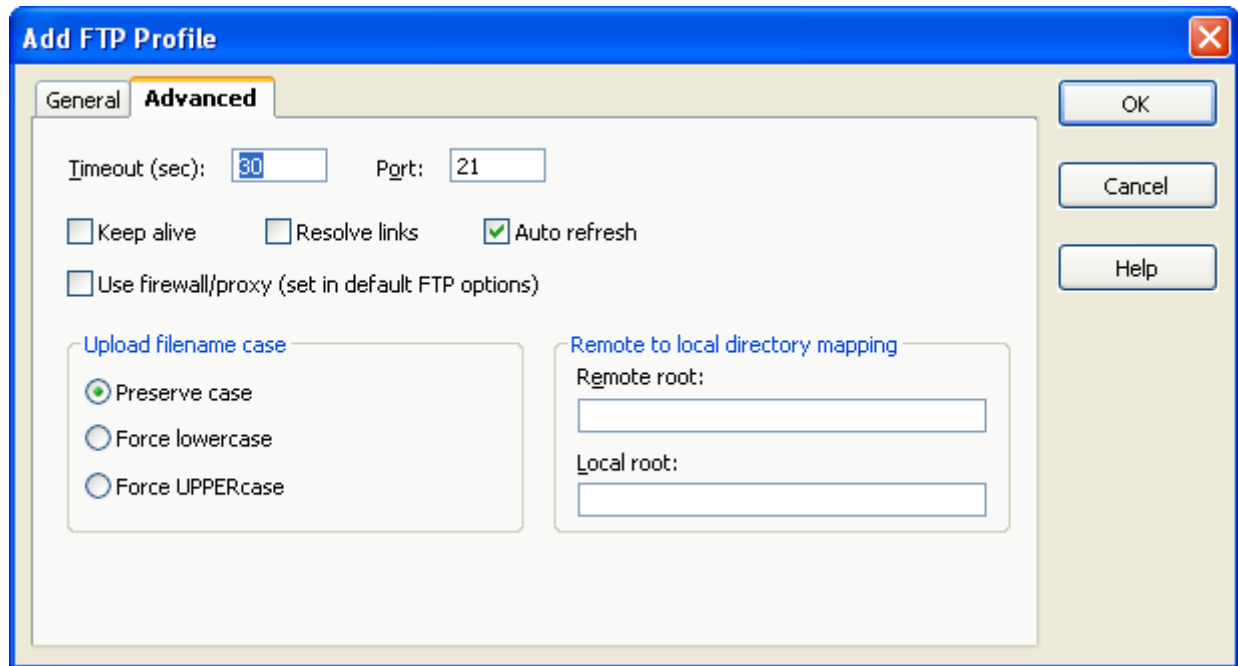 Add FTP Profile
General Advanced
OK
Timeout (sec): 30 Port: 21
Cancel
Keep alive Resolve links Auto refresh
Help
Use firewall/proxy (set in default FTP options)
Upload filename case
Preserve case
Force lowercase
Force UPPERcase
Remote to local directory mapping
Remote root:
Local root: